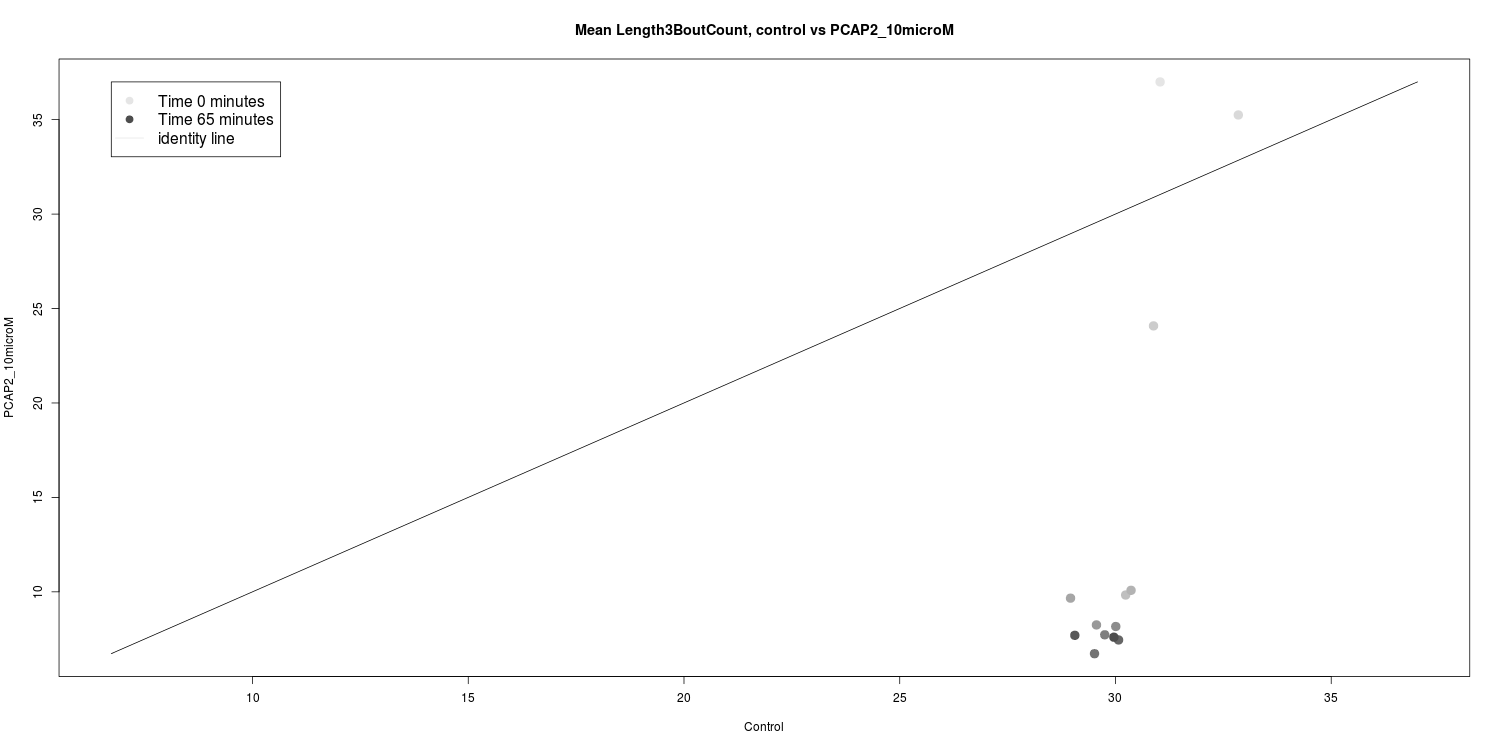 Mean Length3BoutCount, control vs PCAP2_10microM
Time 0 minutes
Time 65 minutes
identity line
35
30
25
20
15
10
PCAP2_10microM
10
15
20
25
30
35
Control